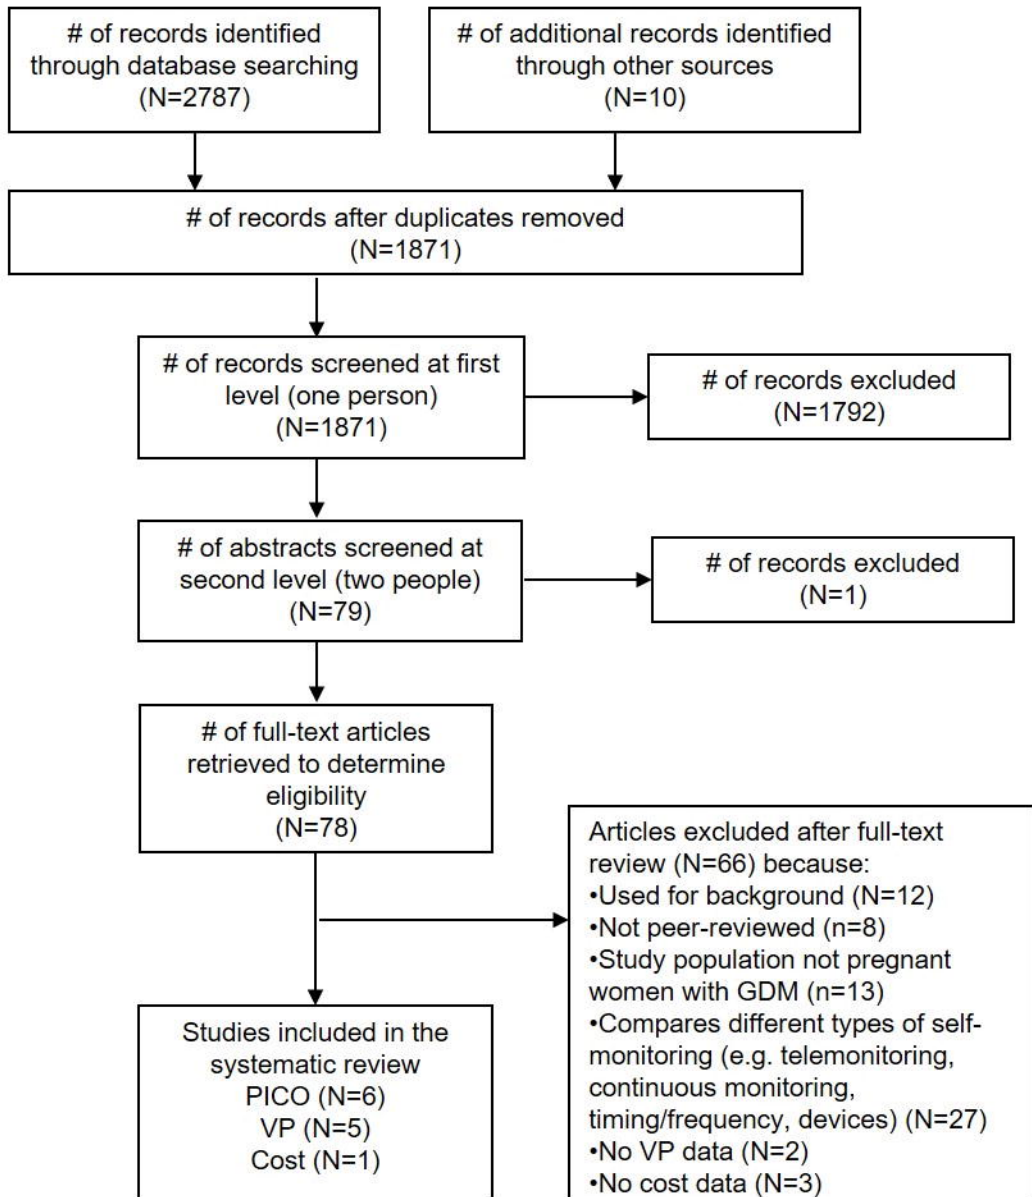 # of records identified
through database searching
(N=2787)
# of additional records identified
through other sources
(N=10)
# of records after duplicates removed
(N=1871)
# of records screened at first
level (one person)
(N=1871)
# of records excluded
(N=1792)
# of abstracts screened at
second level (two people)
(N=79)
# of records excluded
(N=1)
# of full-text articles
retrieved to determine
eligibility
(N=78)
Articles excluded after full-text
review (N=66) because:
•Used for background (N=12)
•Not peer-reviewed (n=8)
•Study population not pregnant
women with GDM (n=13)
•Compares different types of self-
monitoring (e.g. telemonitoring,
continuous monitoring,
timing/frequency, devices) (N=27)
•No VP data (N=2)
•No cost data (N=3)
Studies included in the
systematic review
PICO (N=6)
VP (N=5)
Cost (N=1)